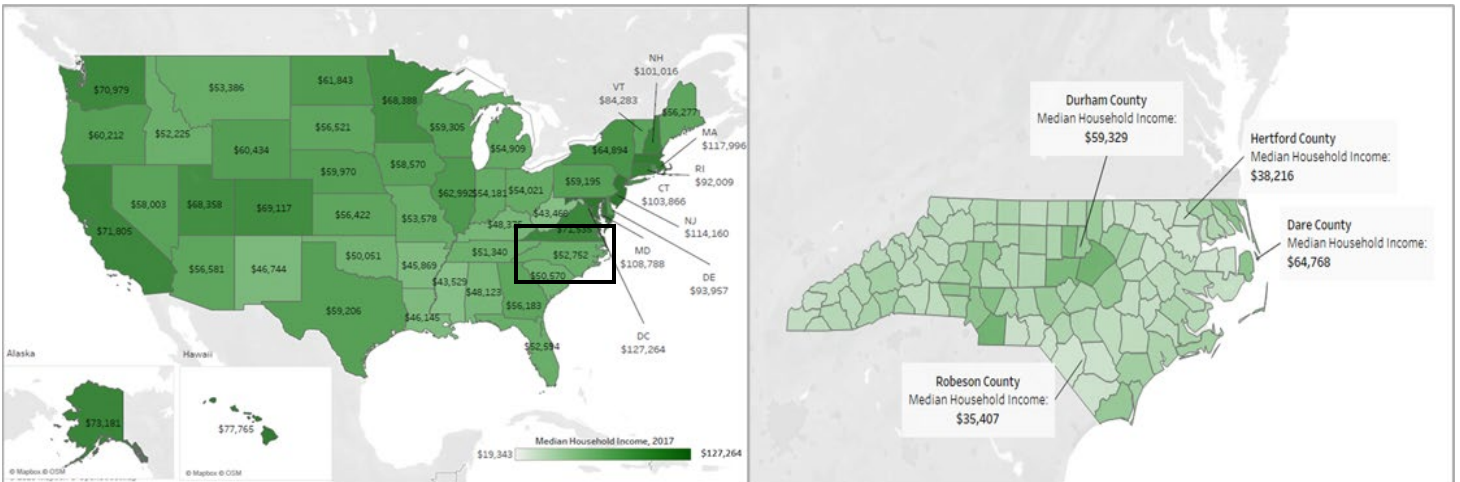 NH
$101,016
VT
$84,283
$70,979
$53,386
$61,843
$68,388
$56,277
$60,212
$52,225
$56,521
$59,305
$54,909
$64,894
MA
$117,996
$60,434
$59,970
$58,570
$59,195
RI
$92,009
$58,003
$68,358
$69,117
$62,992
$54,181
$54,021
CT
$103,866
$56,422
$53,578
$43,469
NJ
$114,160
$71,805
$51,340
$52,752
MD
$108,788
$56,581
$46,744
$50,051
$45,869
$50,570
DE
$93,957
$43,529
$48,123
$56,183
$59,206
$46,145
DC
$127,264
$52,594
Alaska
Hawaii
$73,181
$77,765
Median Household Income, 2017
$19,343
$127,264
© Mapbox © OSM
© Mapbox © OSM
Durham County
Median Household Income:
$59,329
Hertford County
Median Household Income:
$38,216
Dare County
Median Household Income:
$64,768
Robeson County
Median Household Income:
$35,407